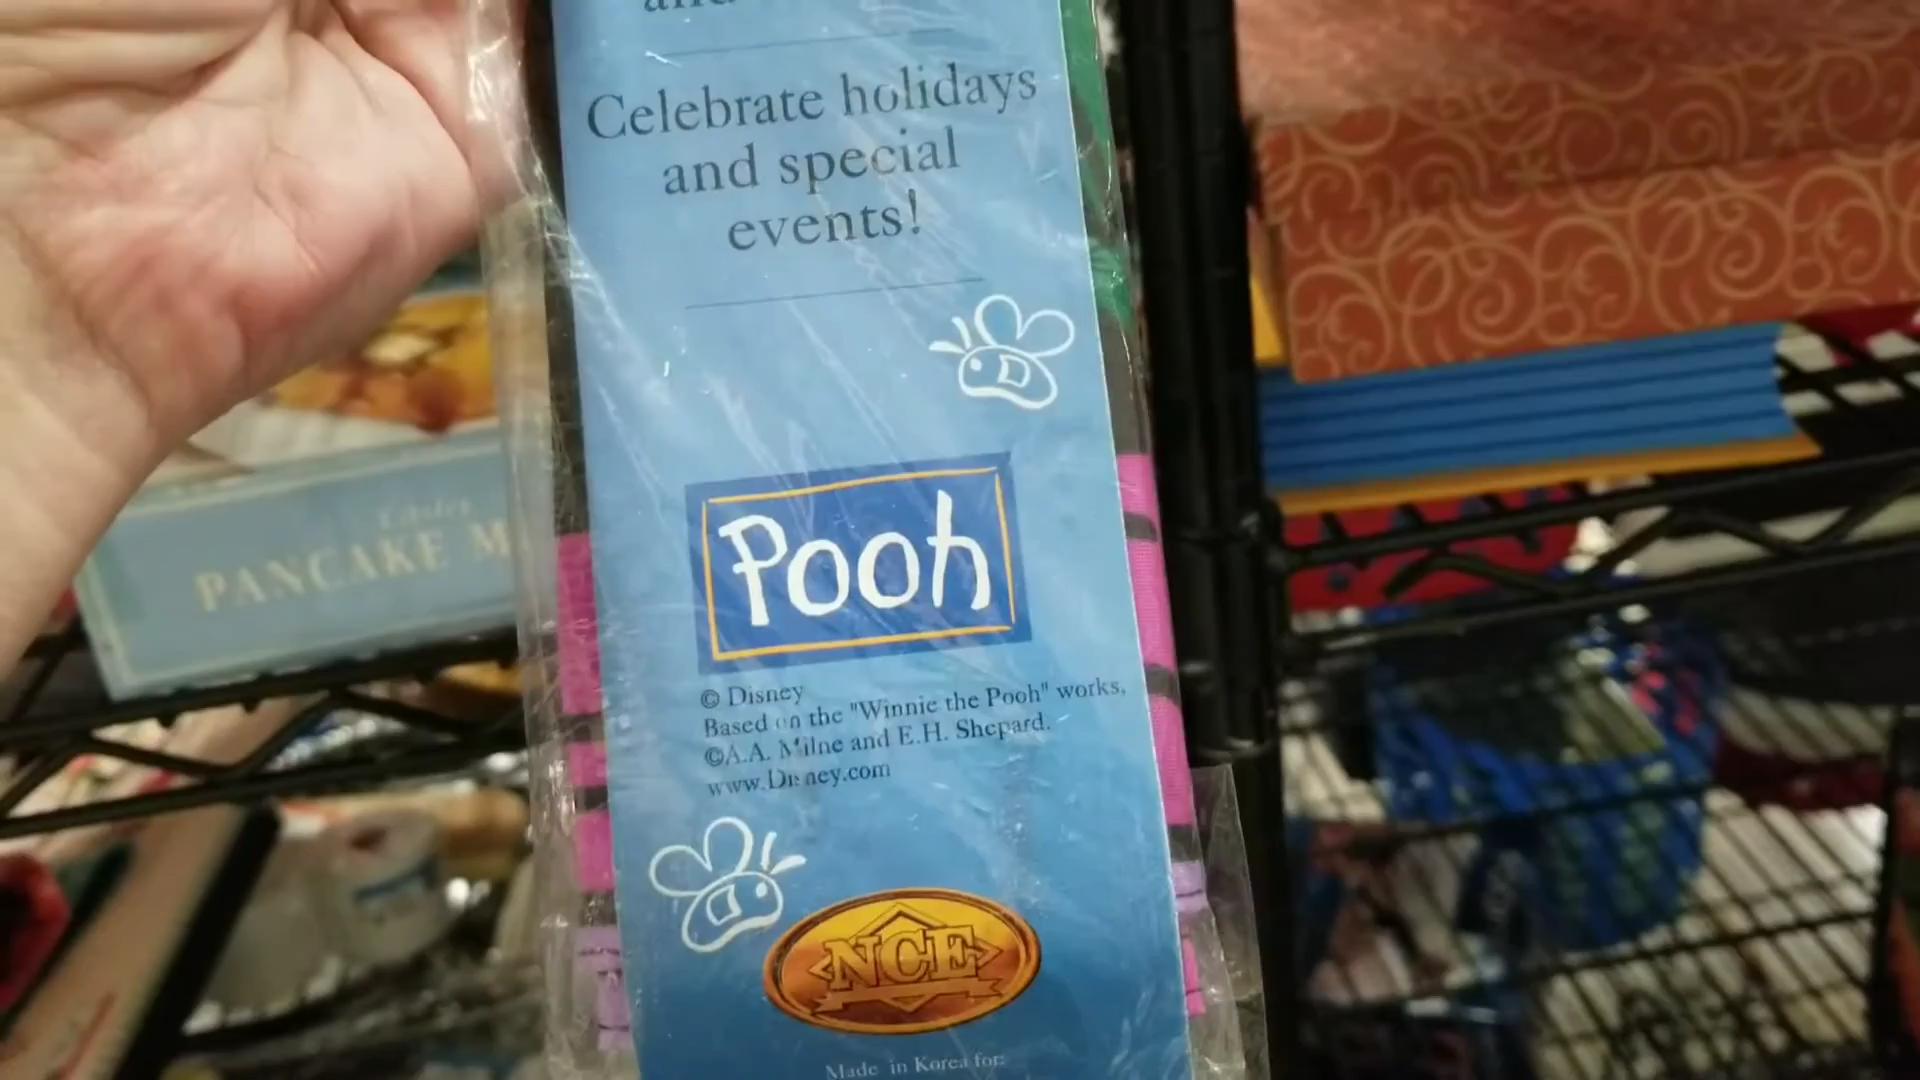 and
Celebrate holidays
and special
events!
Pooh
© Disney
Based on the "Winnie the Pooh" works,
©A.A. Milne and E.H. Shepard.
www.Disney.com
NCE
Made in Korea for:
PANCAKE